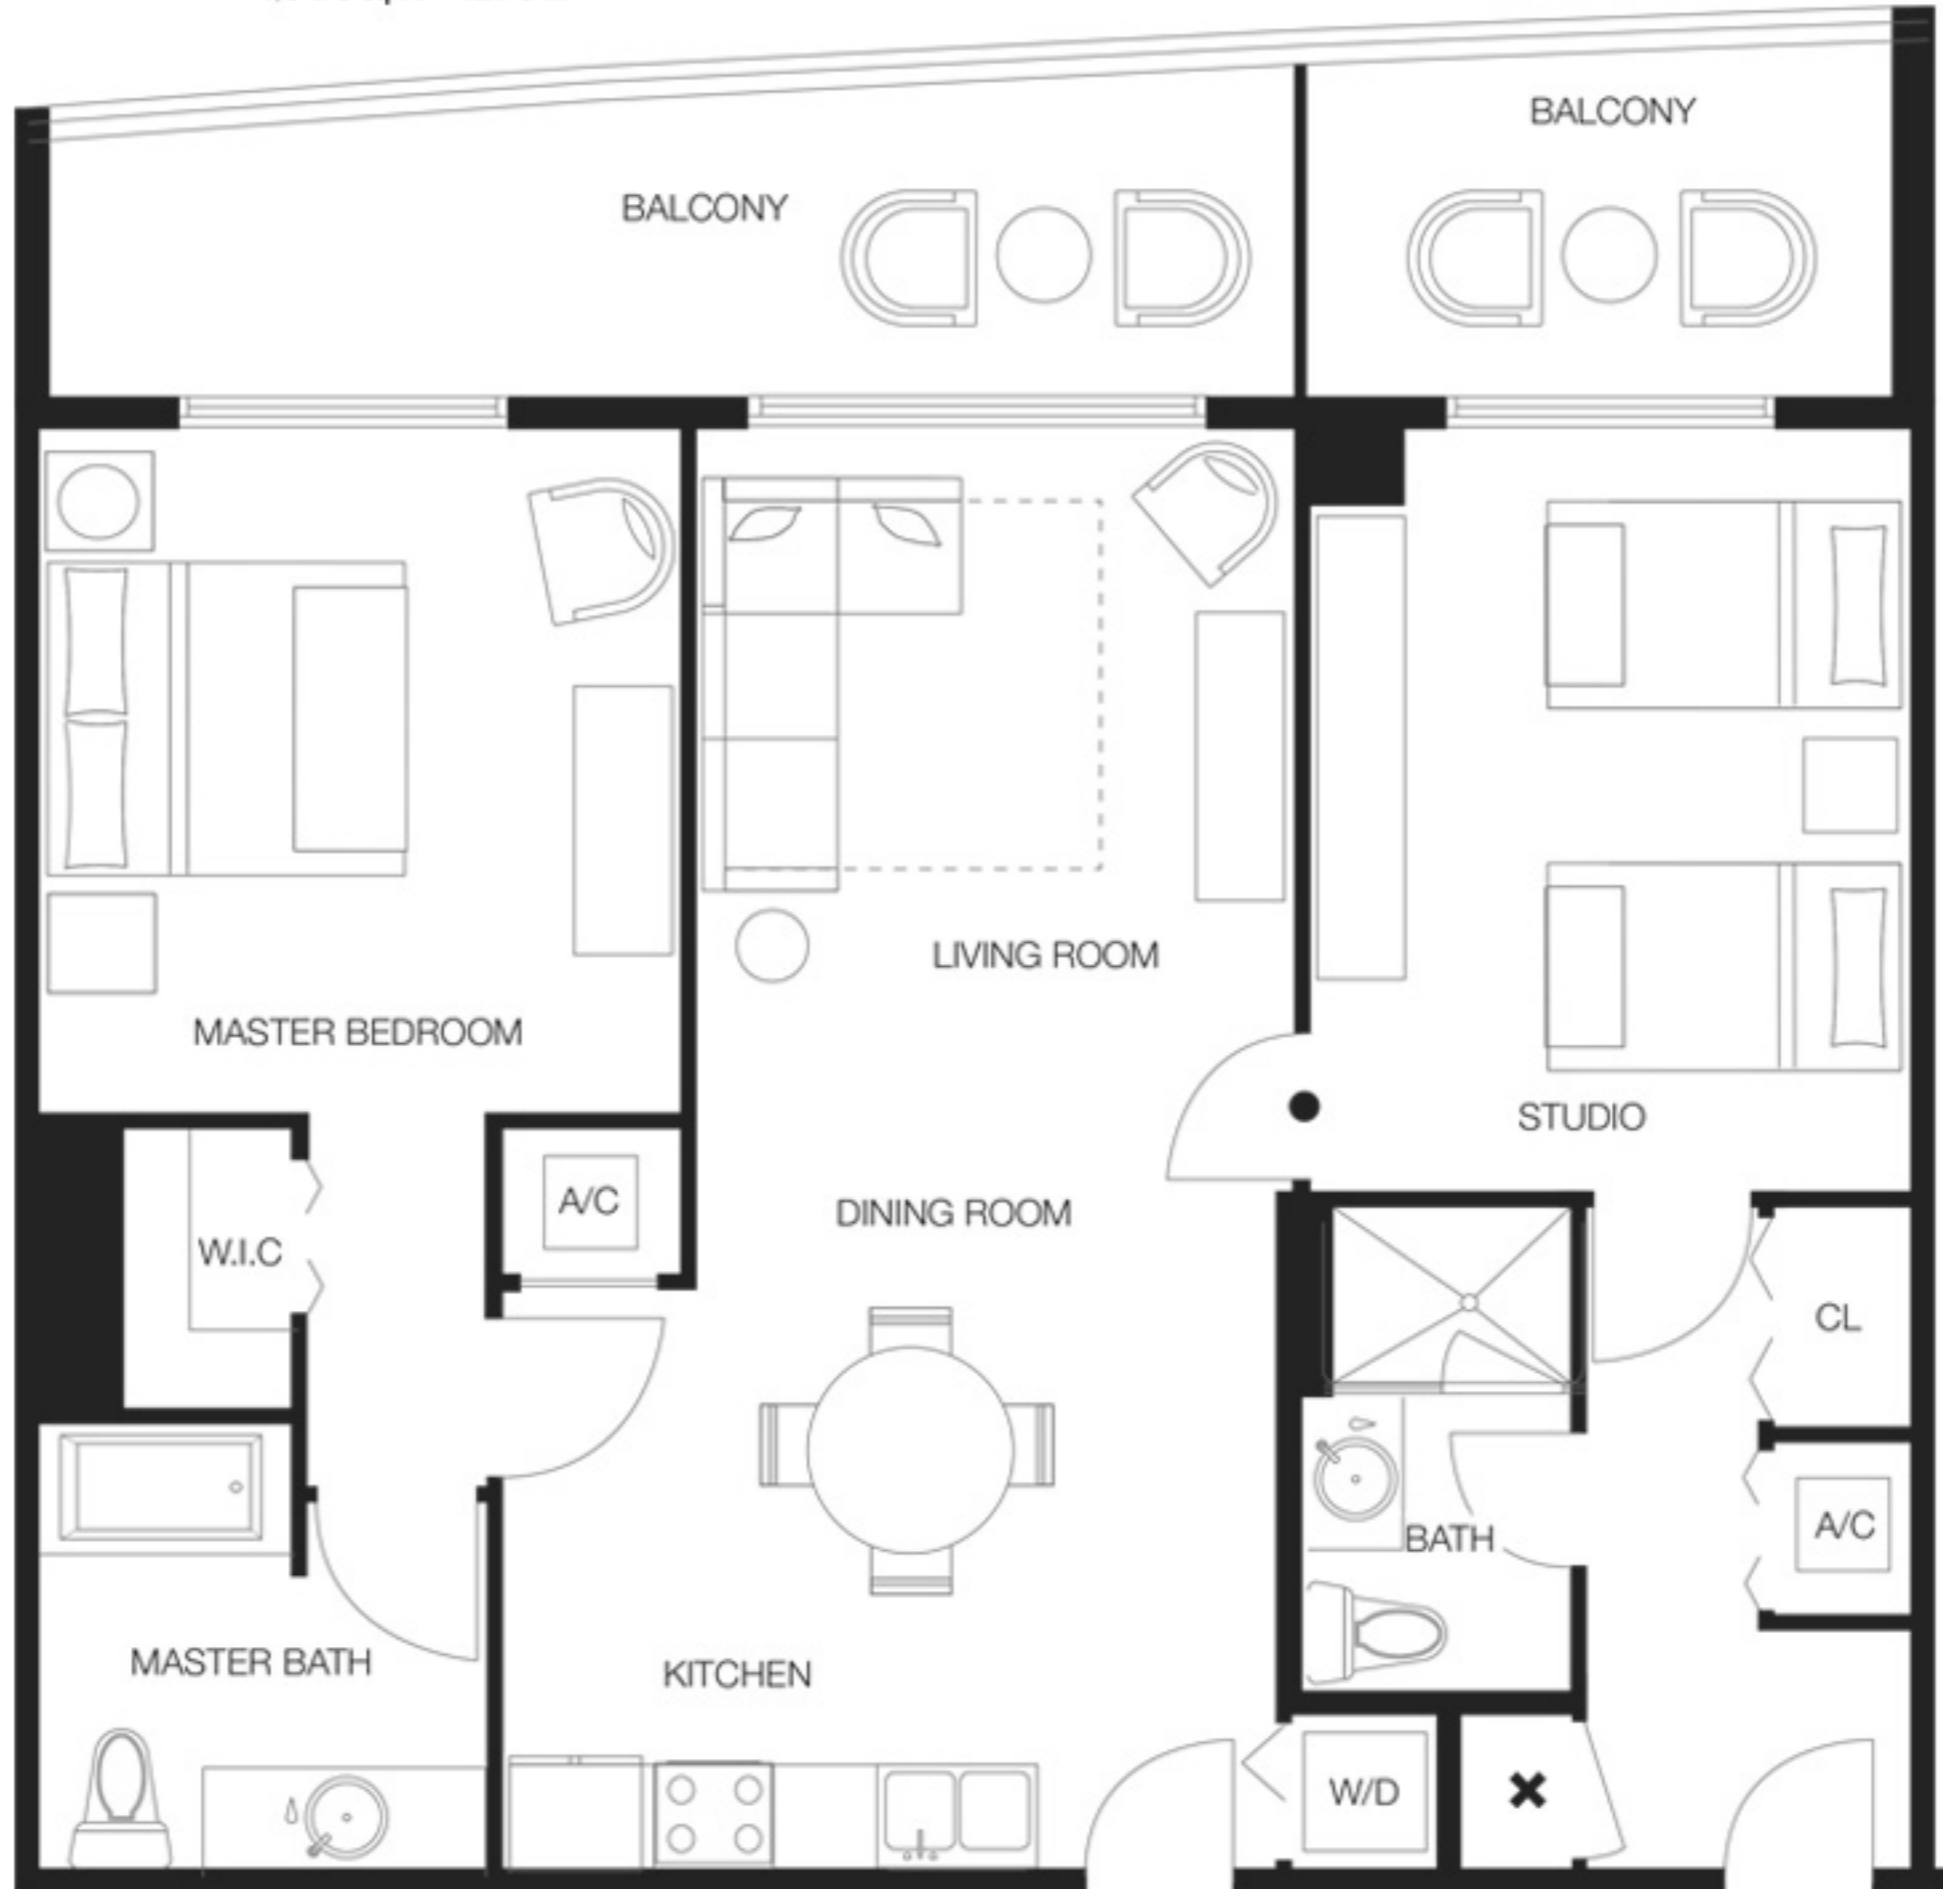 BALCONY
BALCONY
LIVING ROOM
MASTER BEDROOM
STUDIO
A/C
DINING ROOM
W.I.C
CL
A/C
BATH
MASTER BATH
KITCHEN
W/D